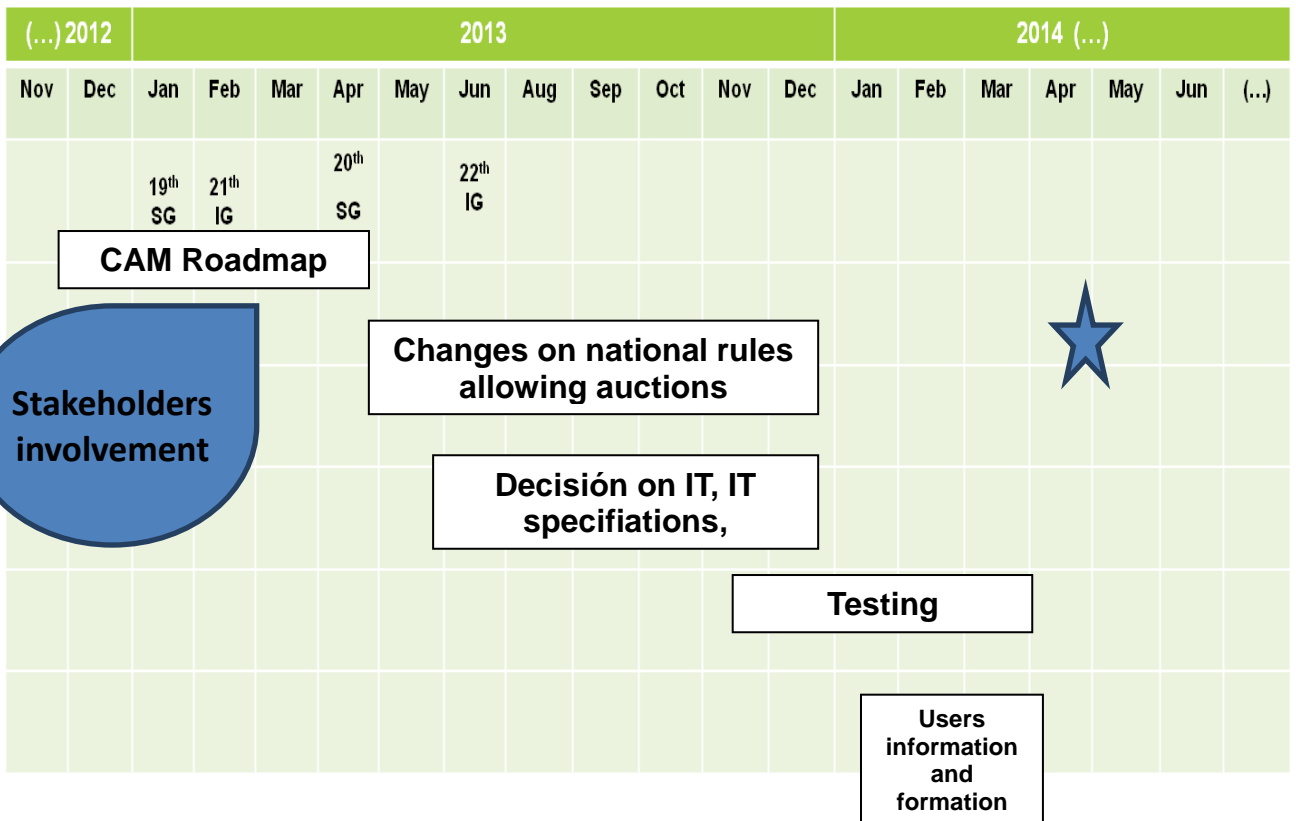 (...) 2012 2013 2014 (...)
Nov Dec Jan Feb Mar Apr May Jun Aug Sep Oct Nov Dec Jan Feb Mar Apr May Jun (...)
19th SG
21th IG
20th SG
22th IG
CAM Roadmap
Stakeholders
involvement
Changes on national rules
allowing auctions
Decisión on IT, IT
specifiations,
Testing
Users
information
and
formation